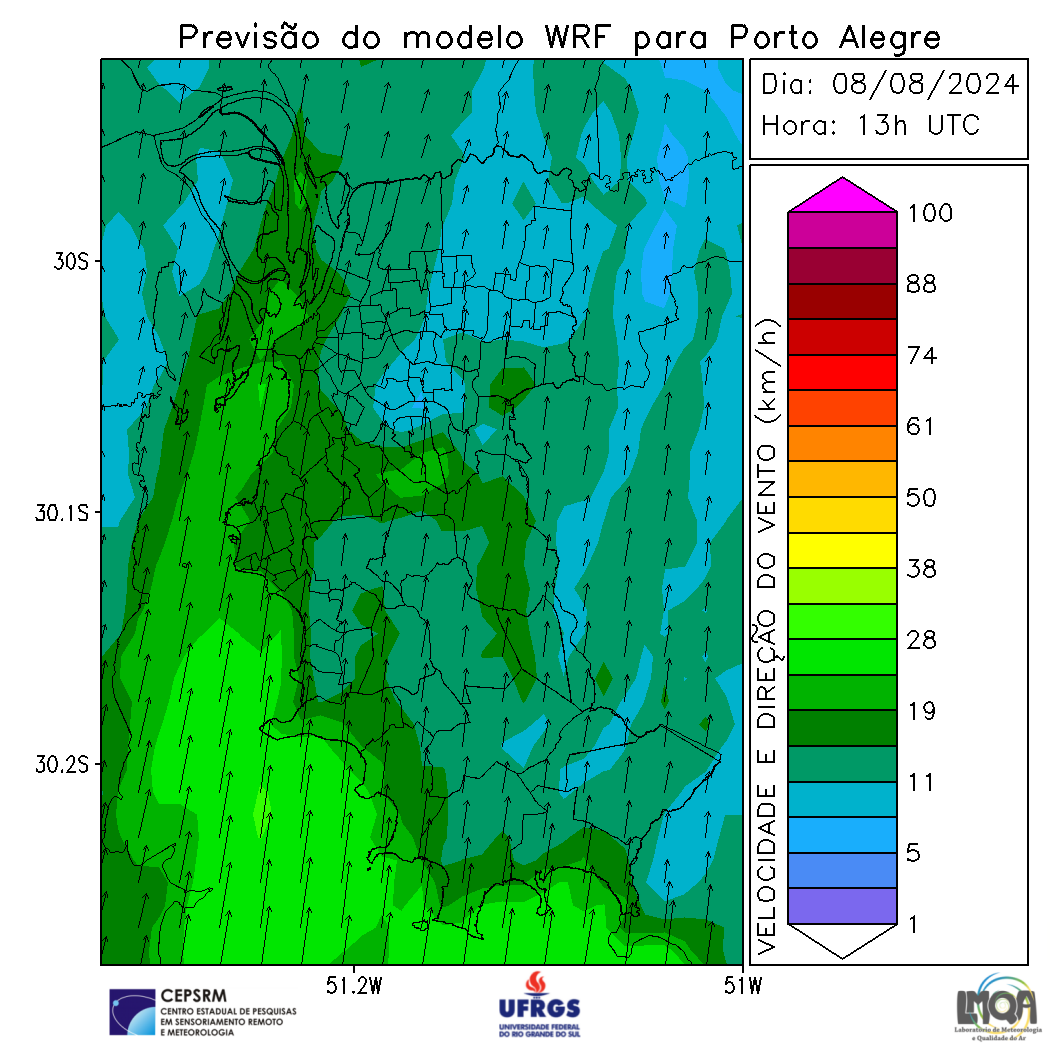 Previsão do modelo WRF para Porto Alegre
Dia: 08/08/2024
Hora: 13h UTC
30S
30.1S
30.2S
51.2W
51W
VELOCIDADE E DIREÇÃO DO VENTO (km/h)
100
88
74
61
50
38
28
19
11
5
1
CEPSRM
CENTRO ESTADUAL DE PESQUISAS
EM SENSORIAMENTO REMOTO
E METEOROLOGIA
UFRGS
UNIVERSIDADE FEDERAL
DO RIO GRANDE DO SUL
LMQA
Laboratório de Meteorologia
e Qualidade do Ar